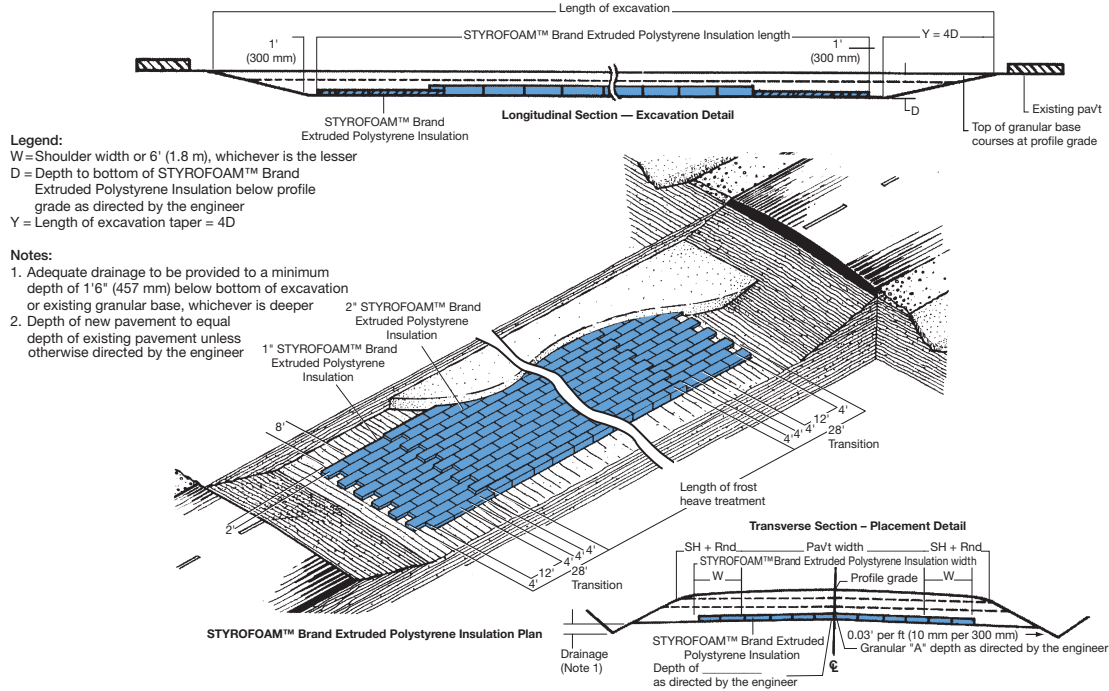 Length of excavation
STYROFOAM™ Brand Extruded Polystyrene Insulation length
1'
(300 mm)
1'
(300 mm)
Y = 4D
STYROFOAM™ Brand
Extruded Polystyrene Insulation
Longitudinal Section — Excavation Detail
D
Existing pav't
Top of granular base
courses at profile grade
Legend:
W = Shoulder width or 6' (1.8 m), whichever is the lesser
D = Depth to bottom of STYROFOAM™ Brand
Extruded Polystyrene Insulation below profile
grade as directed by the engineer
Y = Length of excavation taper = 4D
Notes:
1. Adequate drainage to be provided to a minimum
depth of 1'6" (457 mm) below bottom of excavation
or existing granular base, whichever is deeper
2. Depth of new pavement to equal
depth of existing pavement unless
otherwise directed by the engineer
2" STYROFOAM™ Brand
Extruded Polystyrene
Insulation
1" STYROFOAM™ Brand
Extruded Polystyrene
Insulation
8'
2'
4'
12'
4'
4'
4'
28'
Transition
Length of frost
heave treatment
4'
12'
4'
4'
4'
28'
Transition
STYROFOAM™ Brand Extruded Polystyrene Insulation Plan
Transverse Section – Placement Detail
SH + Rnd
Pav't width
SH + Rnd
STYROFOAM™Brand Extruded Polystyrene Insulation width
W
Profile grade
W
STYROFOAM™ Brand Extruded
Polystyrene Insulation
0.03' per ft (10 mm per 300 mm)
Granular "A" depth as directed by the engineer
Drainage
(Note 1)
Depth of ________
as directed by the engineer
℄